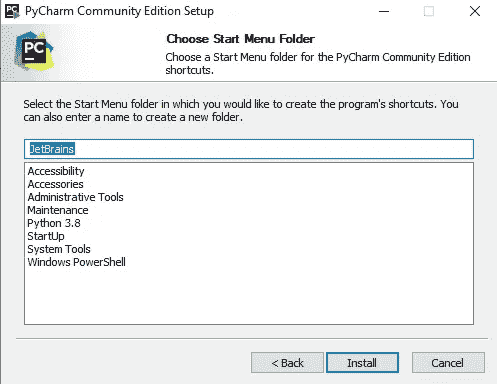 PC PyCharm Community Edition Setup
PC
Choose Start Menu Folder
Choose a Start Menu folder for the PyCharm Community Edition
shortcuts.
Select the Start Menu folder in which you would like to create the program's shortcuts. You
can also enter a name to create a new folder.
JetBrains
Accessibility
Accessories
Administrative Tools
Maintenance
Python 3.8
StartUp
System Tools
Windows PowerShell
< Back
Install
Cancel